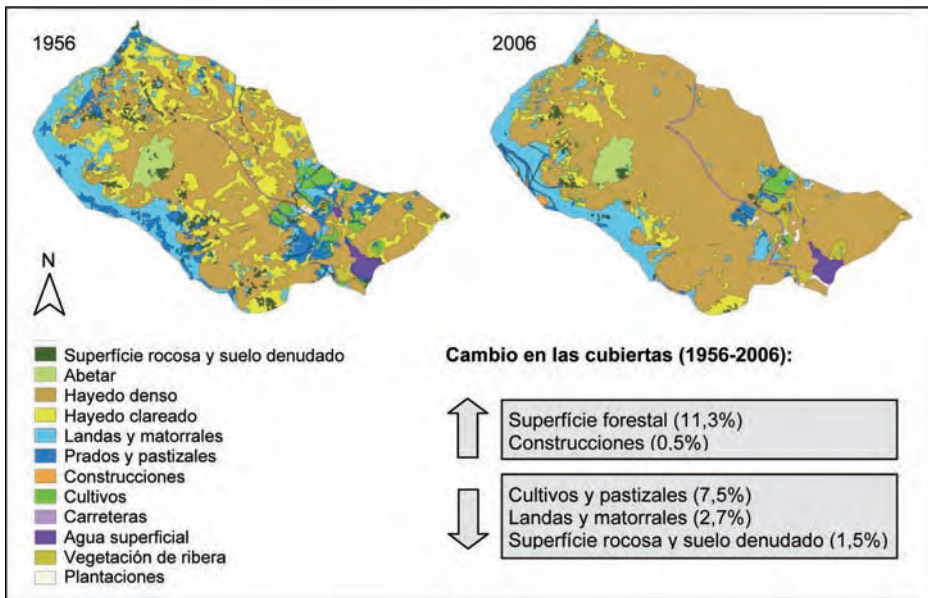 1956
2006
N
Superfície rocosa y suelo denudado
Abetar
Hayedo denso
Hayedo clareado
Landas y matorrales
Prados y pastizales
Construcciones
Cultivos
Carreteras
Agua superficial
Vegetación de ribera
Plantaciones
Cambio en las cubiertas (1956-2006):
Superfície forestal (11,3%)
Construcciones (0.5%)
Cultivos y pastizales (7,5%)
Landas y matorrales (2,7%)
Superfície rocosa y suelo denudado (1,5%)